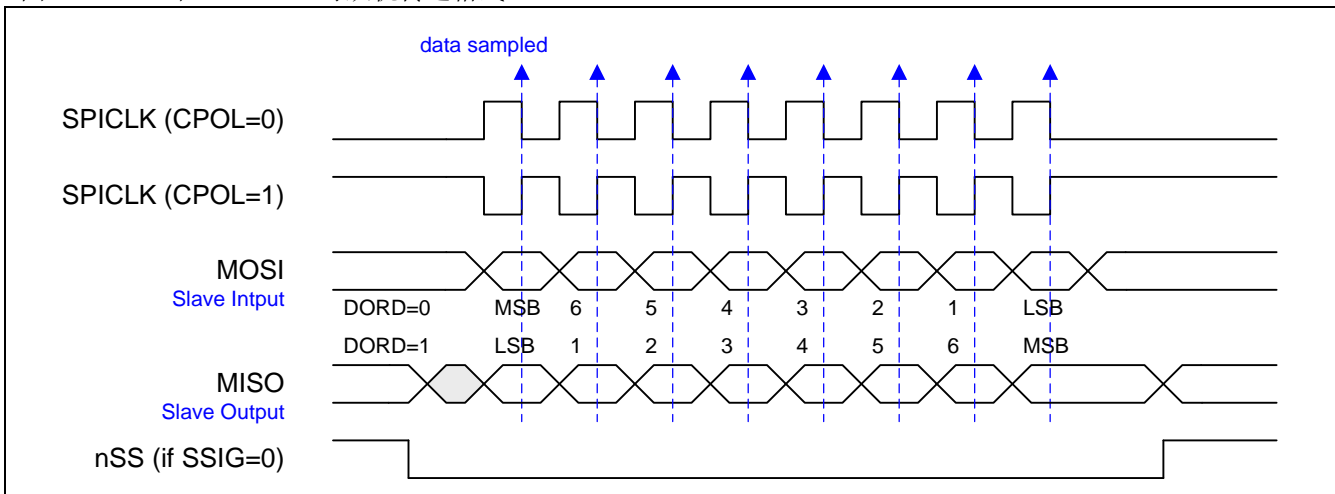 data sampled
SPICLK (CPOL=0)
SPICLK (CPOL=1)
MOSI
Slave Intput
DORD=0 MSB 6 5 4 3 2 1 LSB
DORD=1 LSB 1 2 3 4 5 6 MSB
MISO
Slave Output
nSS (if SSIG=0)